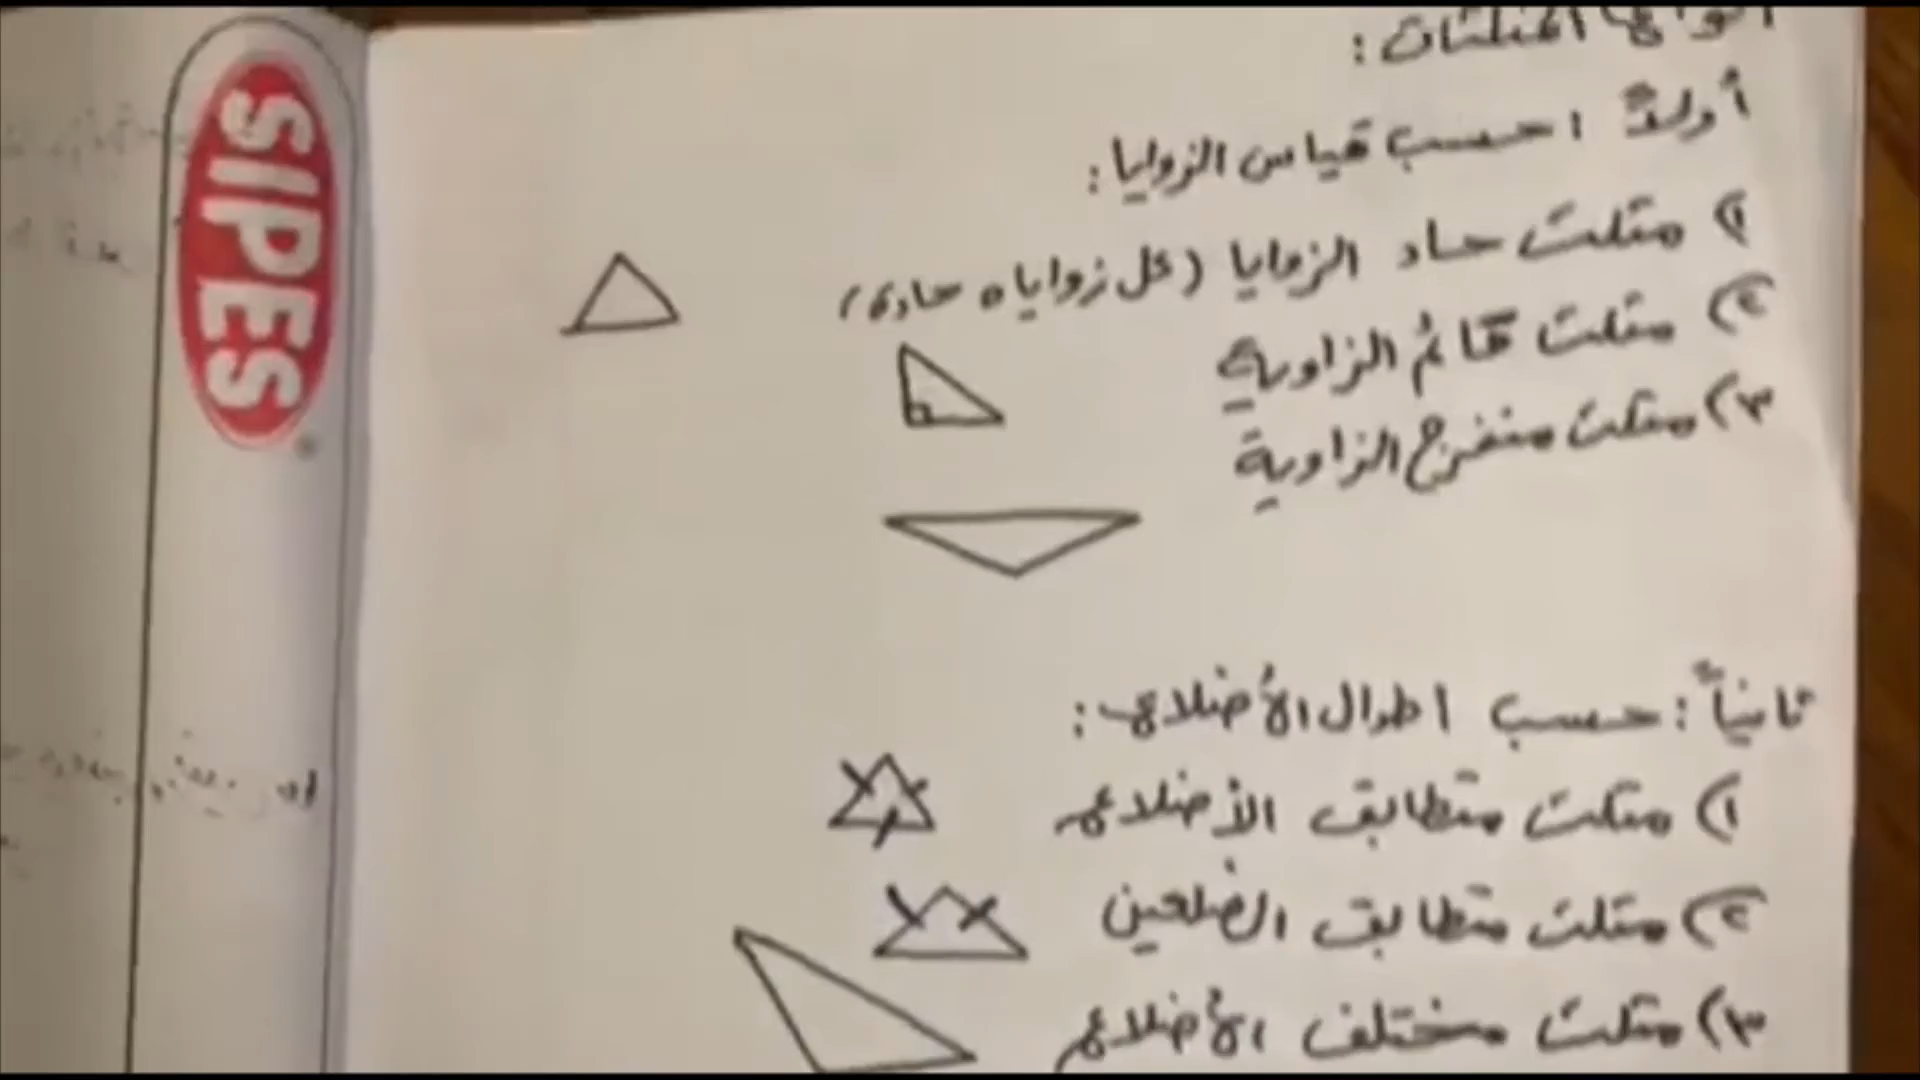 أنواع المثلثات:
أولاً: حسب قياس الزوايا:
١) مثلث حاد الزوايا (كل زواياه حادة)
٢) مثلث قائم الزاوية
٣) مثلث منفرج الزاوية
ثانياً: حسب اطوال الأضلاع:
١) مثلث متطابق الأضلاع
٢) مثلث متطابق الضلعين
٣) مثلث مختلف الأضلاع
SIPES